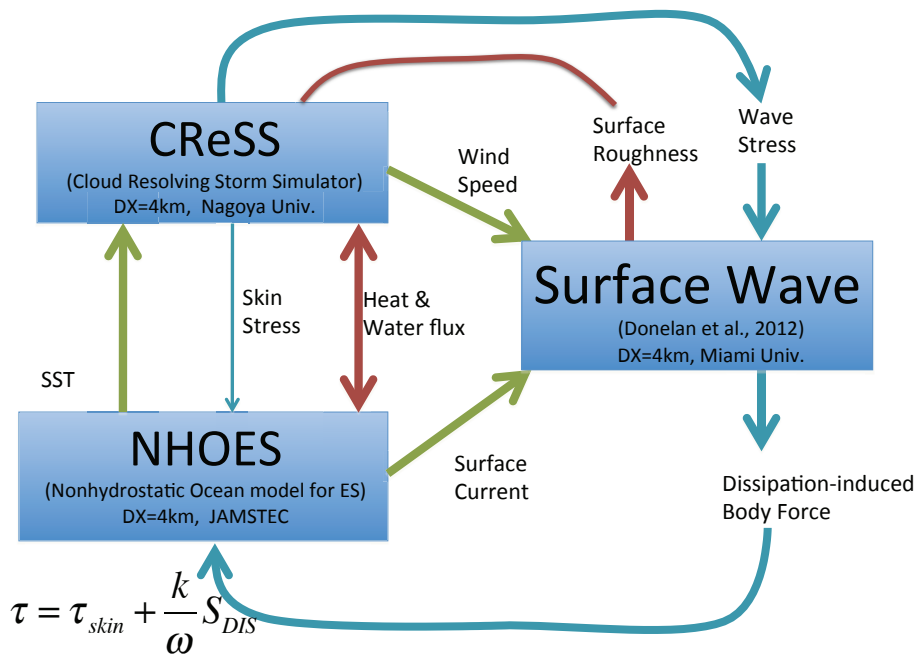 CReSS
(Cloud Resolving Storm Simulator)
DX=4km, Nagoya Univ.
Wind
Speed
Surface
Roughness
Wave
Stress
Surface Wave
(Donelan et al., 2012)
DX=4km, Miami Univ.
Skin
Stress
Heat &
Water flux
SST
NHOES
(Nonhydrostatic Ocean model for ES)
DX=4km, JAMSTEC
Surface
Current
Dissipation-induced
Body Force
τ = τ_skin + k/ω S_DIS